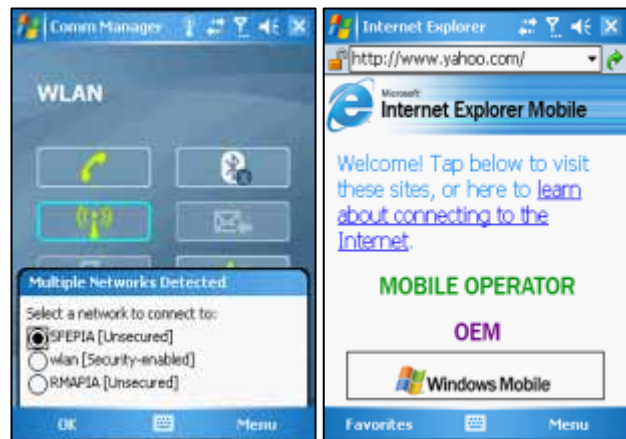 Comm Manager
WLAN
Multiple Networks Detected
Select a network to connect to:
SFEPIA [Unsecured]
wlan [Security-enabled]
RMAPIA [Unsecured]
OK Menu
Internet Explorer
http://www.yahoo.com/
Microsoft
Internet Explorer Mobile
Welcome! Tap below to visit
these sites, or here to learn
about connecting to the
Internet.
MOBILE OPERATOR
OEM
Windows Mobile
Favorites Menu